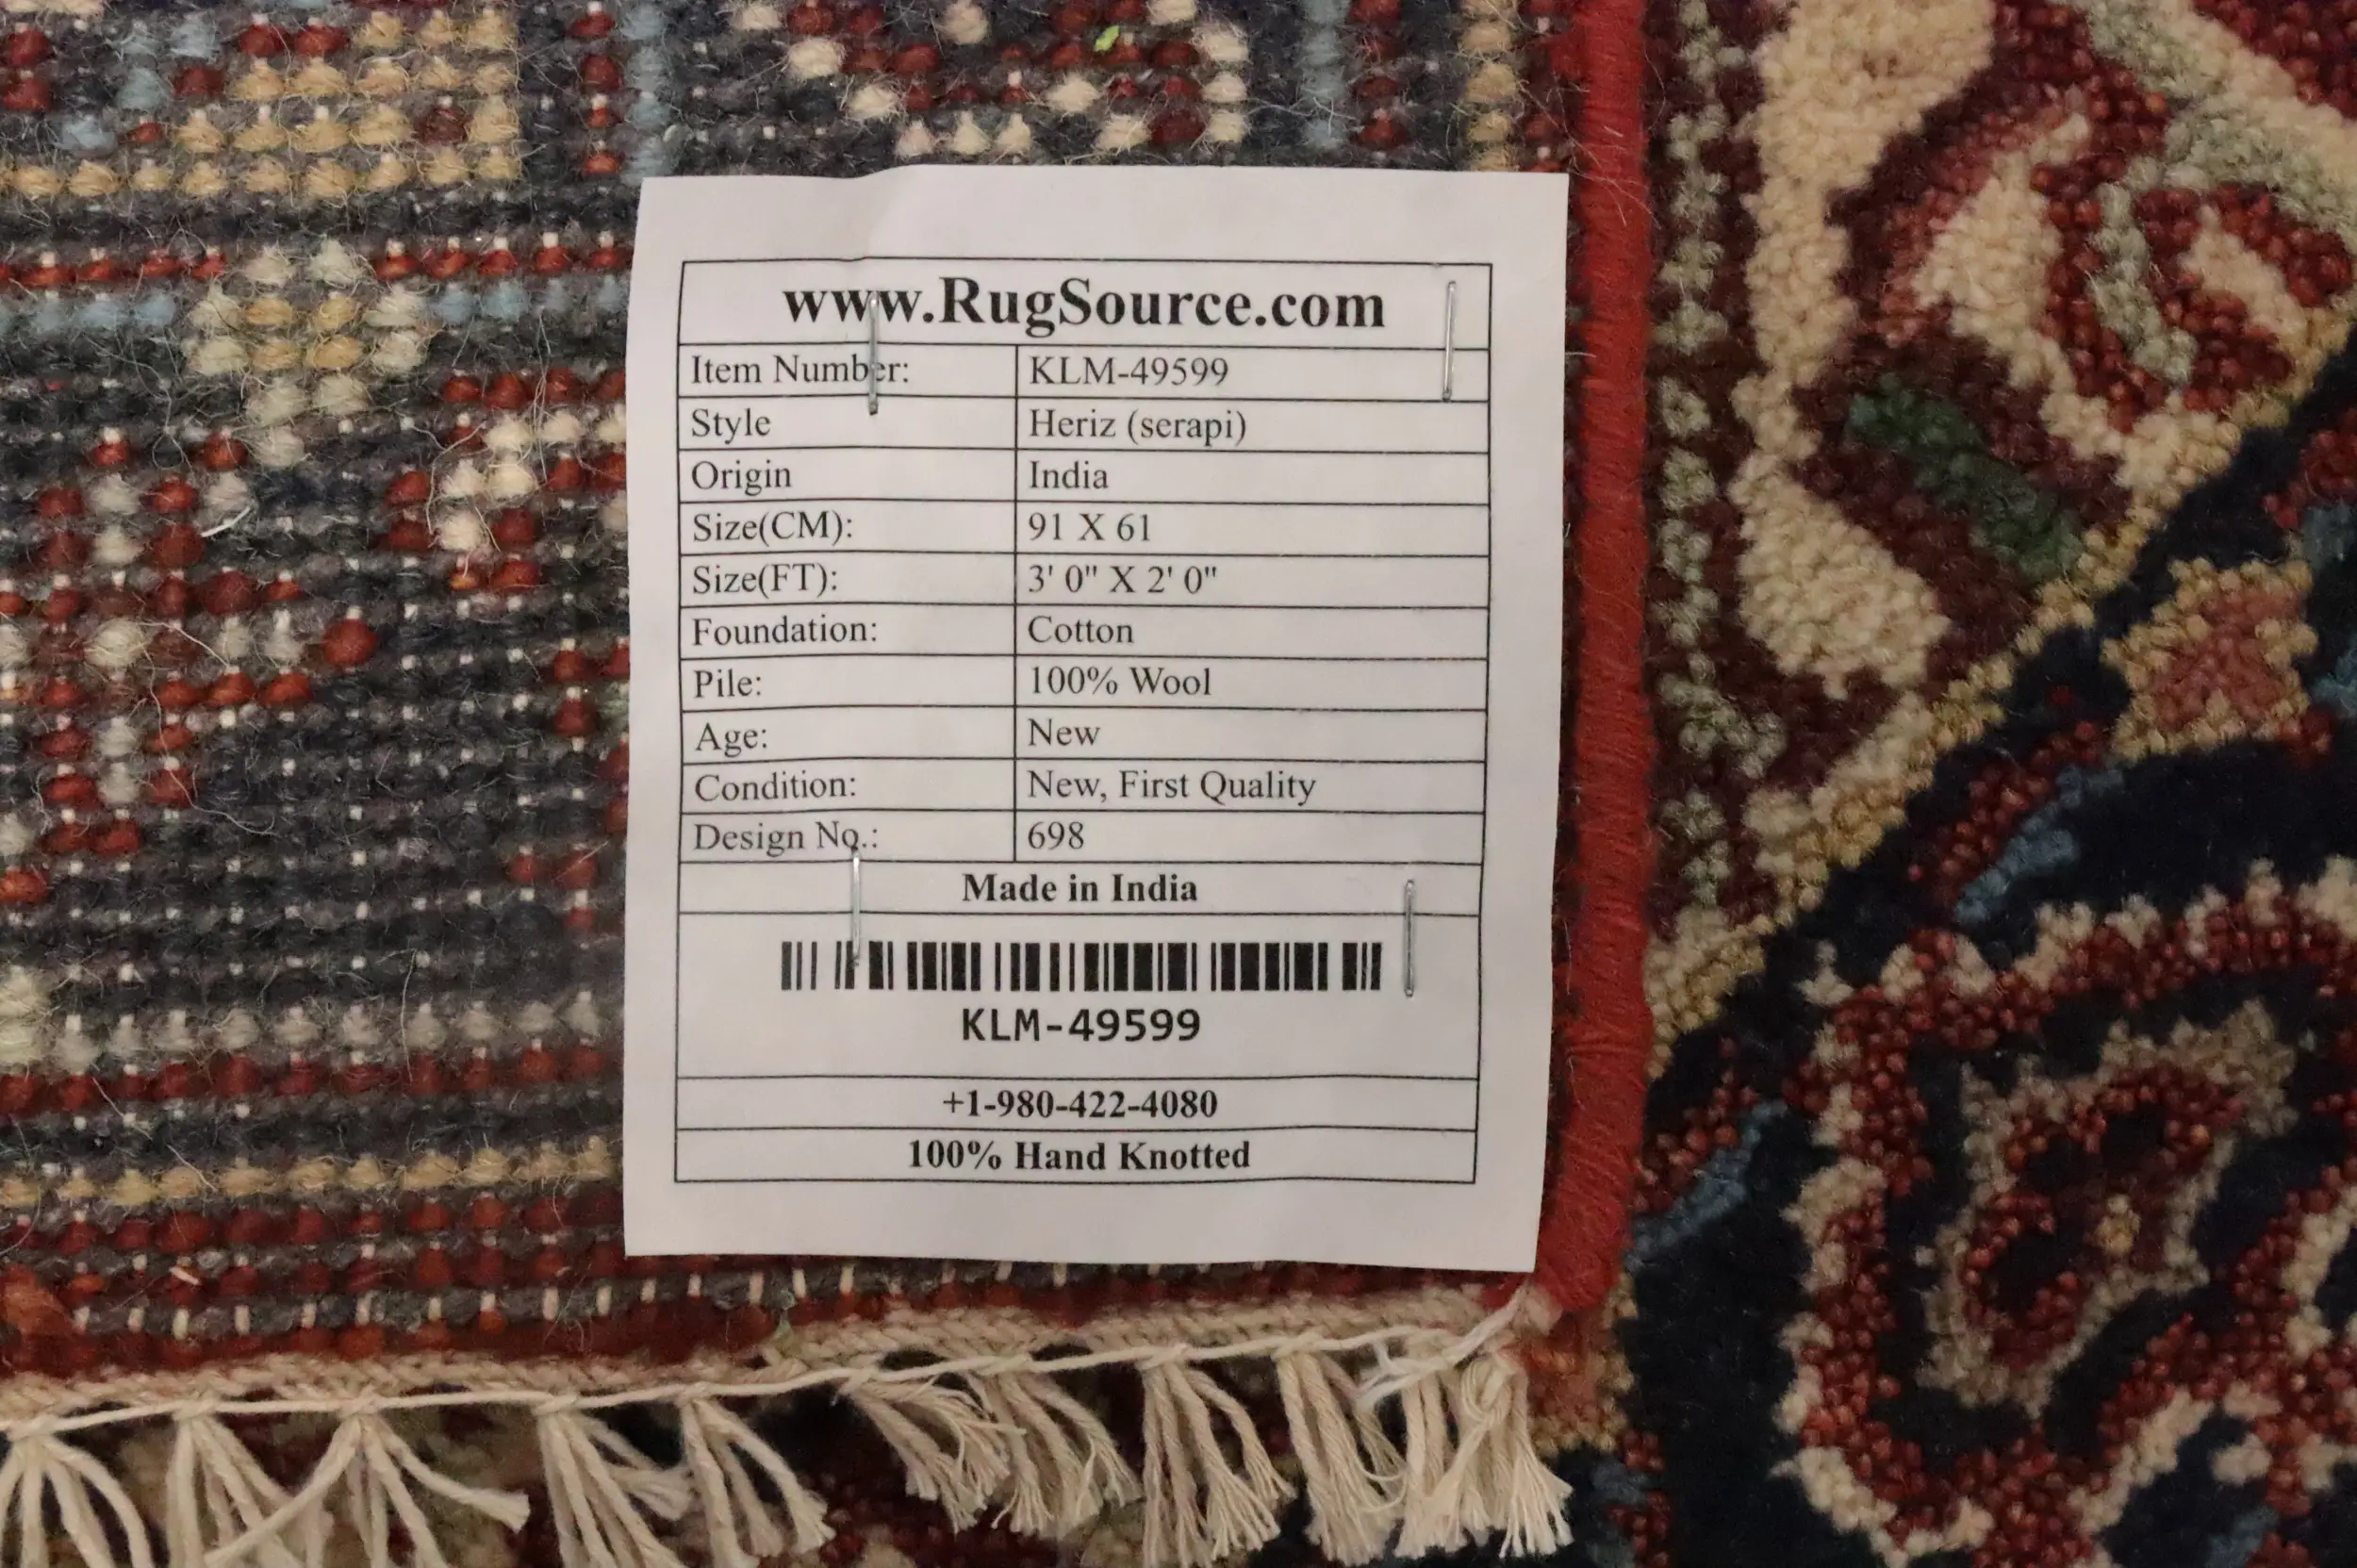 www.RugSource.com
Item Number: KLM-49599
Style Heriz (serapi)
Origin India
Size(CM): 91 X 61
Size(FT): 3' 0" X 2' 0"
Foundation: Cotton
Pile: 100% Wool
Age: New
Condition: New, First Quality
Design No.: 698
Made in India
KLM-49599
+1-980-422-4080
100% Hand Knotted